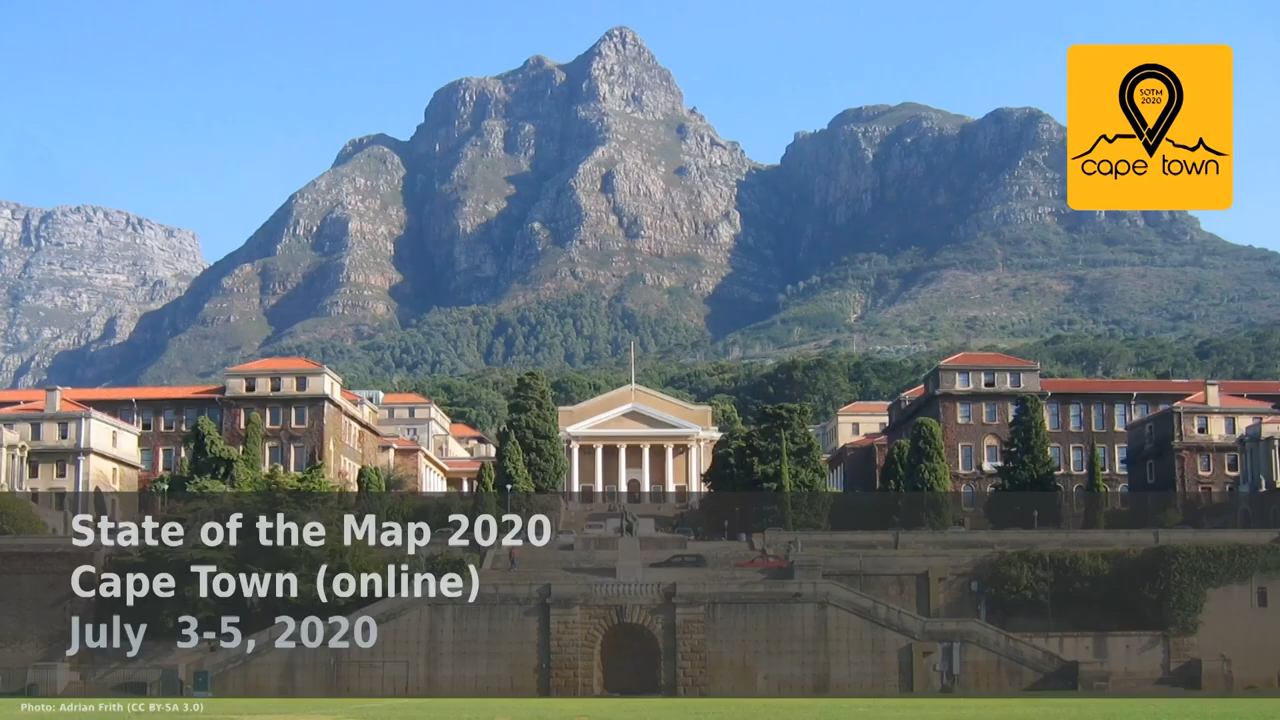 SOTM
2020
cape town
State of the Map 2020
Cape Town (online)
July 3-5, 2020
Photo: Adrian Frith (CC BY-SA 3.0)